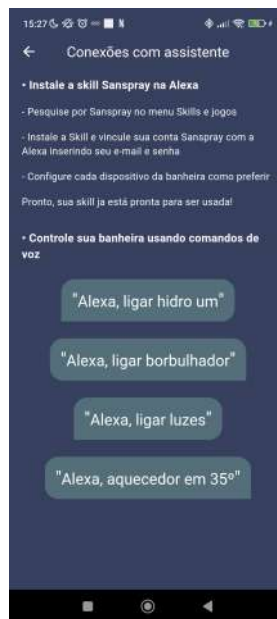 15:27
Conexões com assistente
• Instale a skill Sanspray na Alexa
- Pesquise por Sanspray no menu Skills e jogos
- Instale a Skill e vincule sua conta Sanspray com a
Alexa inserindo seu e-mail e senha
- Configure cada dispositivo da banheira como preferir
Pronto, sua skill ja está pronta para ser usada!
• Controle sua banheira usando comandos de
voz
"Alexa, ligar hidro um"
"Alexa, ligar borbulhador"
"Alexa, ligar luzes"
"Alexa, aquecedor em 35º"